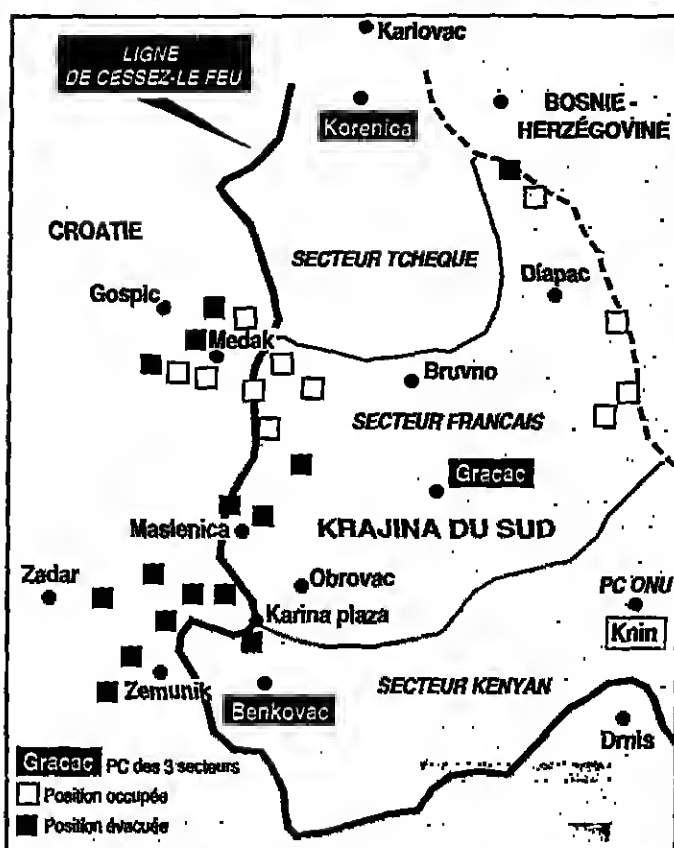 LIGNE
DE CESSEZ-LE FEU
Karlovac
Korenica
BOSNIE -
HERZÉGOVINE
CROATIE
SECTEUR TCHEQUE
Gospic
Diapac
Medak
Bruvno
SECTEUR FRANCAIS
Gracac
Maslenica
KRAJINA DU SUD
Zadar
Obrovac
PC ONU
Karina plaza
Knin
Zemunik
SECTEUR KENYAN
Benkovac
Drnis
Gracac PC des 3 secteurs
Position occupée
Position évacuée